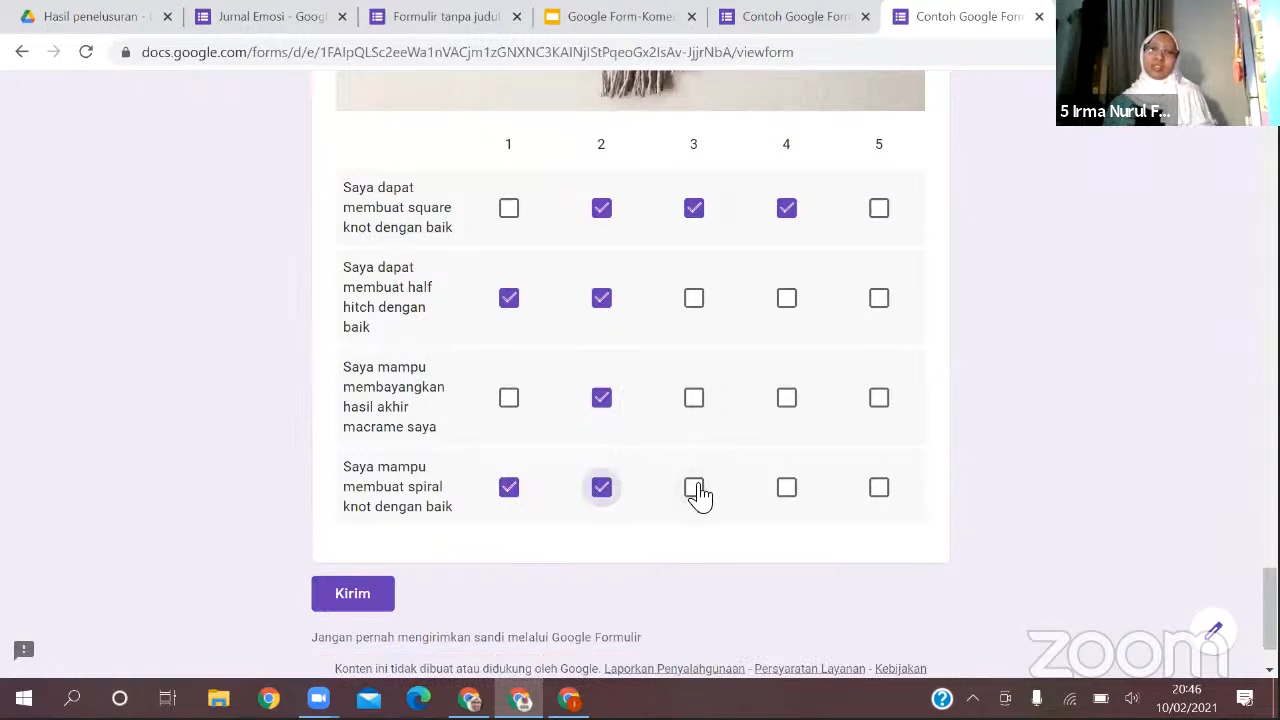 Hasil penelusuran -
Jurnal Emosi - Googl
Formulir tanpa judul
Google Form-Kome
Contoh Google For
Contoh Google For
docs.google.com/forms/d/e/1FAIpQLSc2eeWa1nVACjm1zGNXNC3KAINjIStPqeoGx2IsAv-JjjrNbA/viewform
5 Irma Nurul F...
1 2 3 4 5
Saya dapat
membuat square
knot dengan baik
Saya dapat
membuat half
hitch dengan
baik
Saya mampu
membayangkan
hasil akhir
macrame saya
Saya mampu
membuat spiral
knot dengan baik
Kirim
Jangan pernah mengirimkan sandi melalui Google Formulir
Konten ini tidak dibuat atau didukung oleh Google. Laporkan Penyalahgunaan - Persyaratan Layanan - Kebijakan
zoom
20:46
10/02/2021